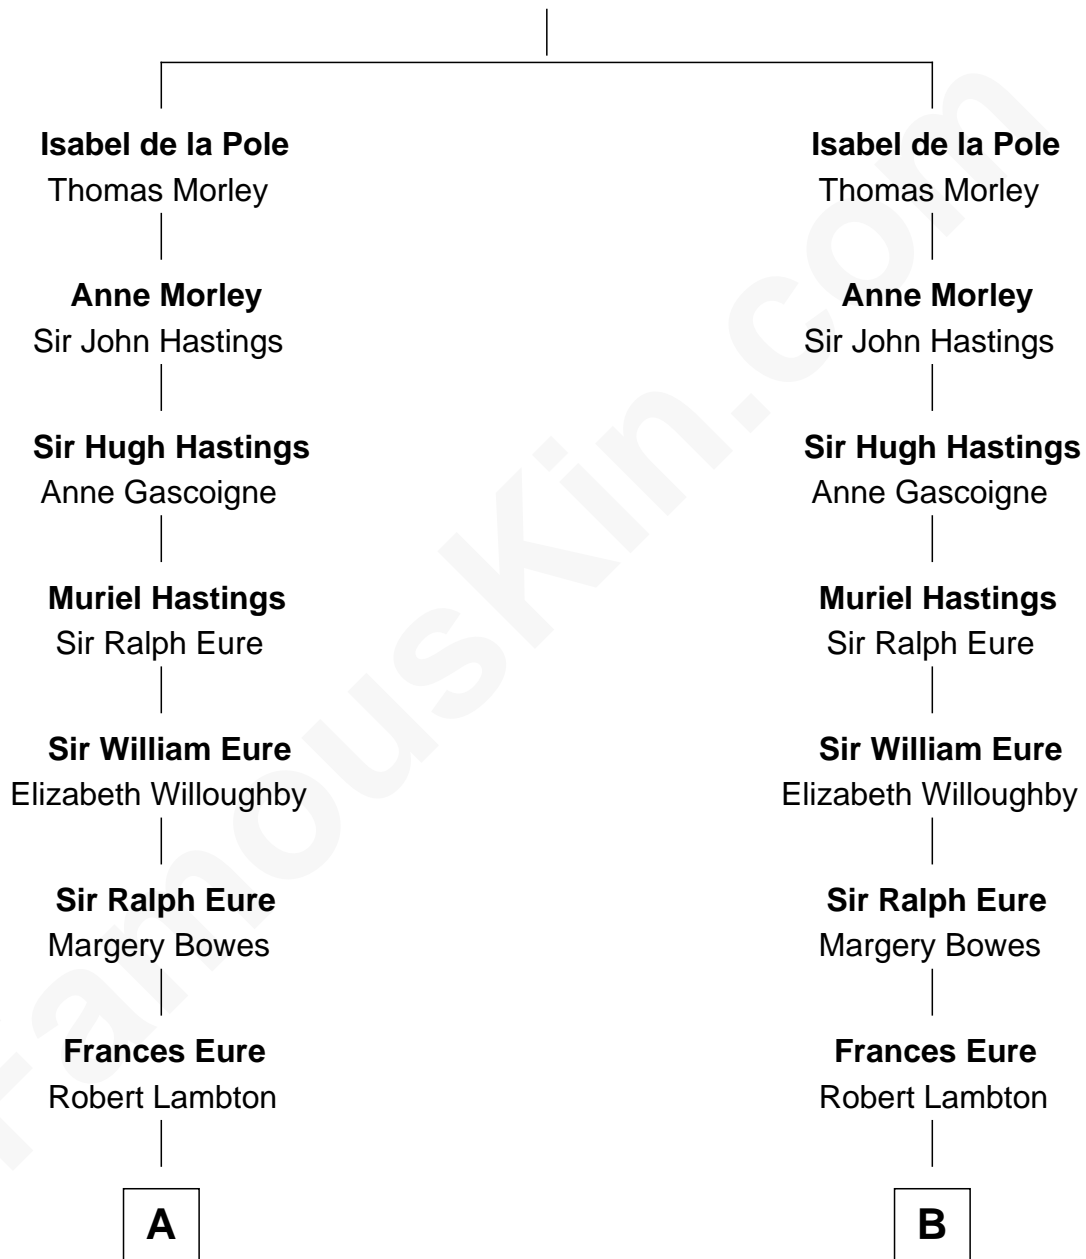 Isabel de la Pole Isabel de la Pole
Thomas Morley Thomas Morley
Anne Morley Anne Morley
Sir John Hastings Sir John Hastings
Sir Hugh Hastings Sir Hugh Hastings
Anne Gascoigne Anne Gascoigne
Muriel Hastings Muriel Hastings
Sir Ralph Eure Sir Ralph Eure
Sir William Eure Sir William Eure
Elizabeth Willoughby Elizabeth Willoughby
Sir Ralph Eure Sir Ralph Eure
Margery Bowes Margery Bowes
Frances Eure Frances Eure
Robert Lambton Robert Lambton
A B
FamousKin.com